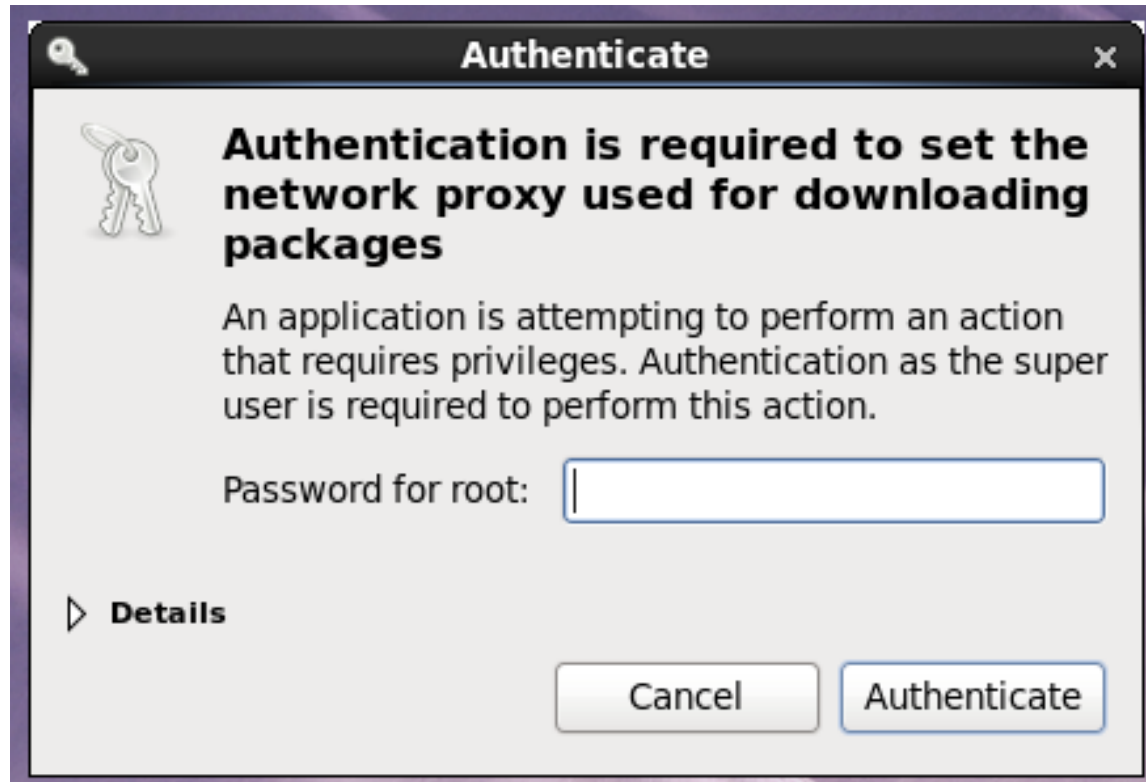 Authenticate
Authentication is required to set the
network proxy used for downloading
packages
An application is attempting to perform an action
that requires privileges. Authentication as the super
user is required to perform this action.
Password for root:
Details
Cancel
Authenticate